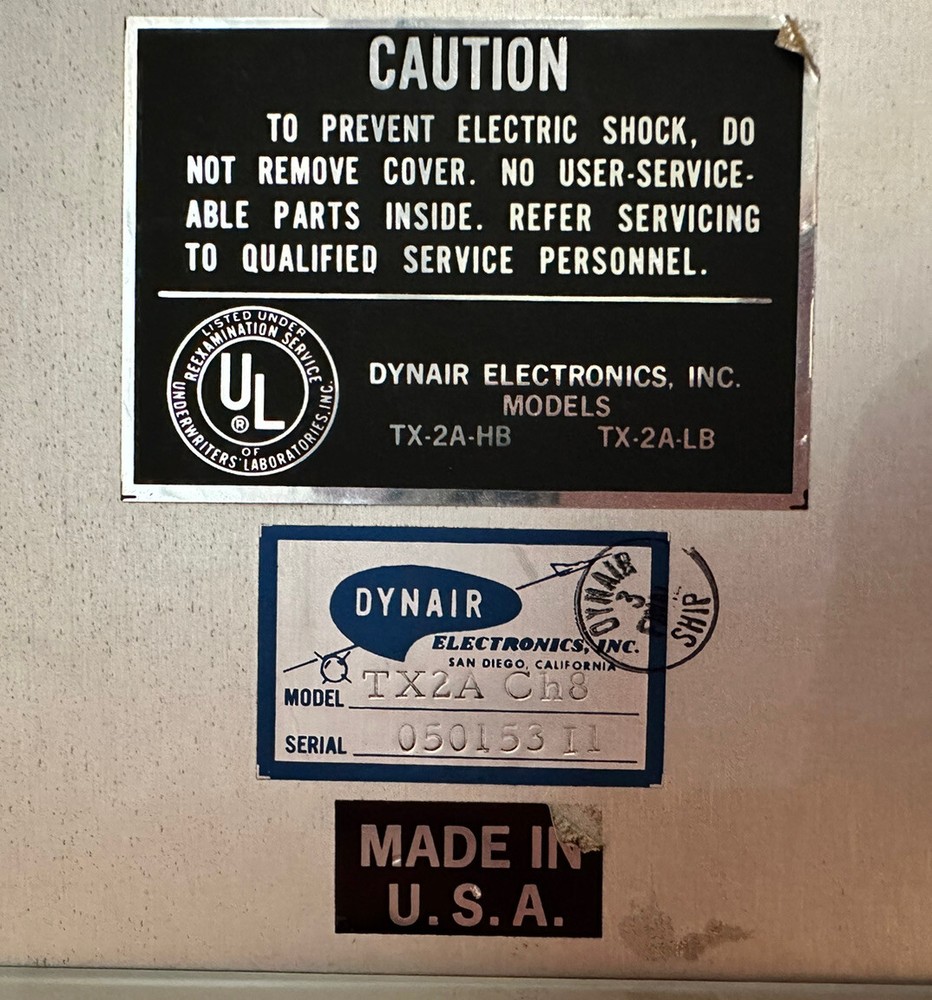 CAUTION
TO PREVENT ELECTRIC SHOCK, DO
NOT REMOVE COVER. NO USER-SERVICE-
ABLE PARTS INSIDE. REFER SERVICING
TO QUALIFIED SERVICE PERSONNEL.
LISTED UNDER
REEXAMINATION SERVICE
UL
®
OF
UNDERWRITERS' LABORATORIES, INC.
DYNAIR ELECTRONICS, INC.
MODELS
TX-2A-HB TX-2A-LB
DYNAIR
ELECTRONICS, INC.
SAN DIEGO, CALIFORNIA
DYNAIR
3
SHIP
MODEL TX2A Ch8
SERIAL 050153 I1
MADE IN
U.S.A.